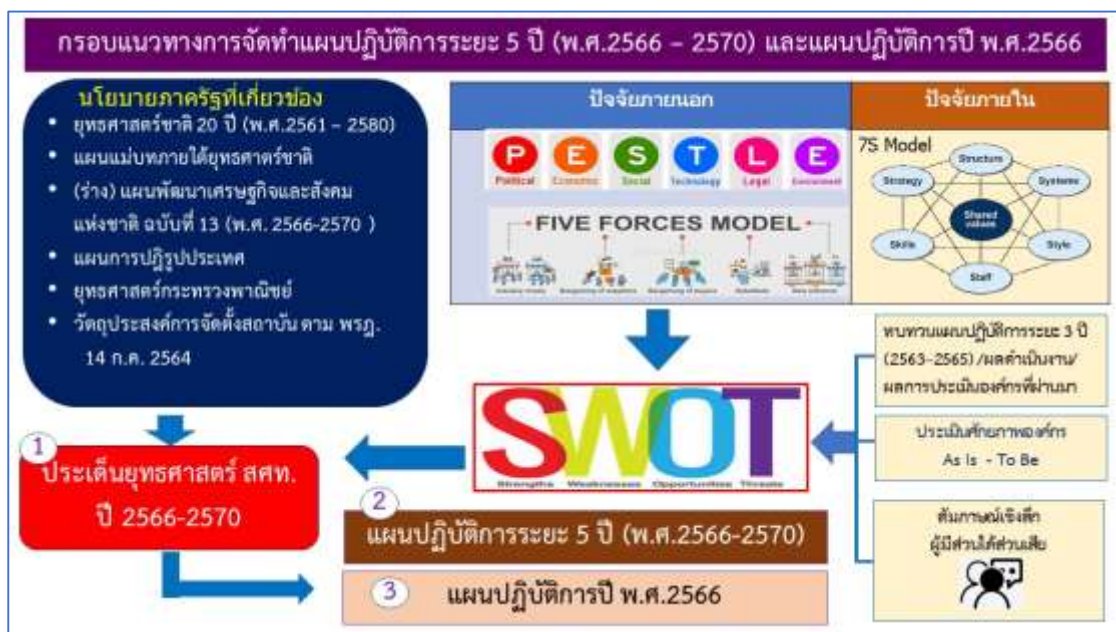 กรอบแนวทางการจัดทำแผนปฏิบัติการระยะ 5 ปี (พ.ศ.2566 – 2570) และแผนปฏิบัติการปี พ.ศ.2566
นโยบายภาครัฐที่เกี่ยวข้อง
• ยุทธศาสตร์ชาติ 20 ปี (พ.ศ.2561 – 2580)
• แผนแม่บทภายใต้ยุทธศาตร์ชาติ
• (ร่าง) แผนพัฒนาเศรษฐกิจและสังคม
แห่งชาติ ฉบับที่ 13 (พ.ศ. 2566-2570 )
• แผนการปฏิรูปประเทศ
• ยุทธศาสตร์กระทรวงพาณิชย์
• วัตถุประสงค์การจัดตั้งสถาบัน ตาม พรฎ.
14 ก.ค. 2564
ปัจจัยภายนอก
P E S T L E
Political Economic Social Technology Legal Environment
FIVE FORCES MODEL
ปัจจัยภายใน
7S Model
Structure
Strategy
Systems
Shared
values
Skills
Style
Staff
ทบทวนแผนปฏิบัติการระยะ 3 ปี
(2563-2565) /ผลดำเนินงาน/
ผลการประเมินองค์กรที่ผ่านมา
ประเมินศักยภาพองค์กร
As Is - To Be
สัมภาษณ์เชิงลึก
ผู้มีส่วนได้ส่วนเสีย
SWOT
Strengths Weaknesses Opportunities Threats
1
ประเด็นยุทธศาสตร์ สศท.
ปี 2566-2570
2
แผนปฏิบัติการระยะ 5 ปี (พ.ศ.2566-2570)
3 แผนปฏิบัติการปี พ.ศ.2566